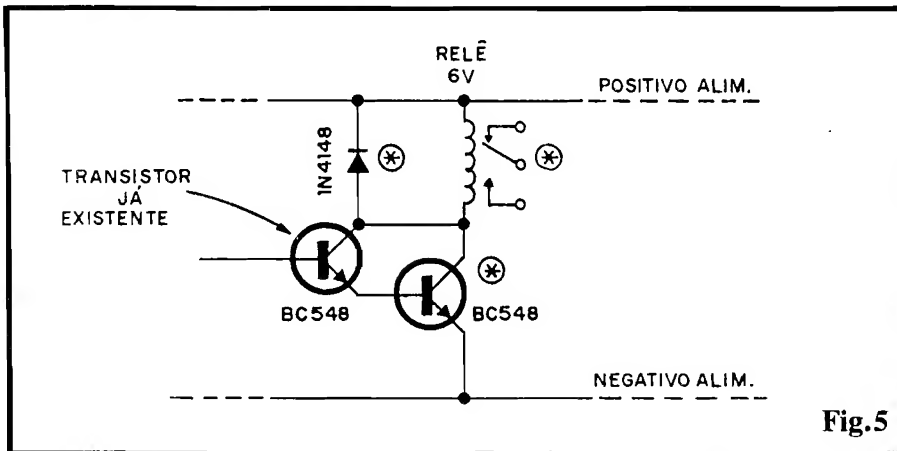 RELÊ
6V
POSITIVO ALIM.
1N4148
TRANSISTOR
JÁ
EXISTENTE
BC548
BC548
NEGATIVO ALIM.
Fig.5